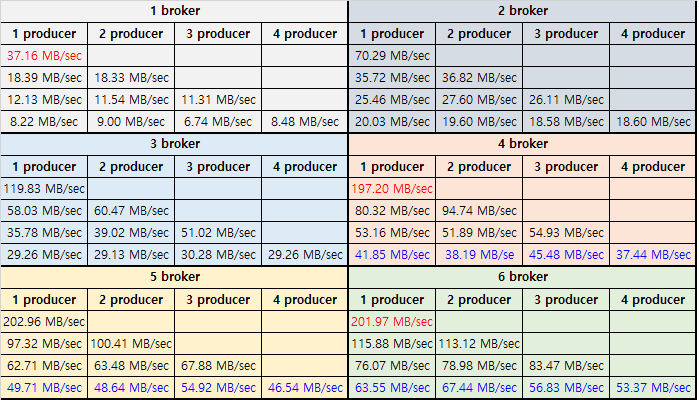 1 broker 2 broker
1 producer 2 producer 3 producer 4 producer 1 producer 2 producer 3 producer 4 producer
37.16 MB/sec 70.29 MB/sec
18.39 MB/sec 18.33 MB/sec 35.72 MB/sec 36.82 MB/sec
12.13 MB/sec 11.54 MB/sec 11.31 MB/sec 25.46 MB/sec 27.60 MB/sec 26.11 MB/sec
8.22 MB/sec 9.00 MB/sec 6.74 MB/sec 8.48 MB/sec 20.03 MB/sec 19.60 MB/sec 18.58 MB/sec 18.60 MB/sec
3 broker 4 broker
1 producer 2 producer 3 producer 4 producer 1 producer 2 producer 3 producer 4 producer
119.83 MB/sec 197.20 MB/sec
58.03 MB/sec 60.47 MB/sec 80.32 MB/sec 94.74 MB/sec
35.78 MB/sec 39.02 MB/sec 51.02 MB/sec 53.16 MB/sec 51.89 MB/sec 54.93 MB/sec
29.26 MB/sec 29.13 MB/sec 30.28 MB/sec 29.26 MB/sec 41.85 MB/sec 38.19 MB/se 45.48 MB/sec 37.44 MB/sec
5 broker 6 broker
1 producer 2 producer 3 producer 4 producer 1 producer 2 producer 3 producer 4 producer
202.96 MB/sec 201.97 MB/sec
97.32 MB/sec 100.41 MB/sec 115.88 MB/sec 113.12 MB/sec
62.71 MB/sec 63.48 MB/sec 67.88 MB/sec 76.07 MB/sec 78.98 MB/sec 83.47 MB/sec
49.71 MB/sec 48.64 MB/sec 54.92 MB/sec 46.54 MB/sec 63.55 MB/sec 67.44 MB/sec 56.83 MB/sec 53.37 MB/sec